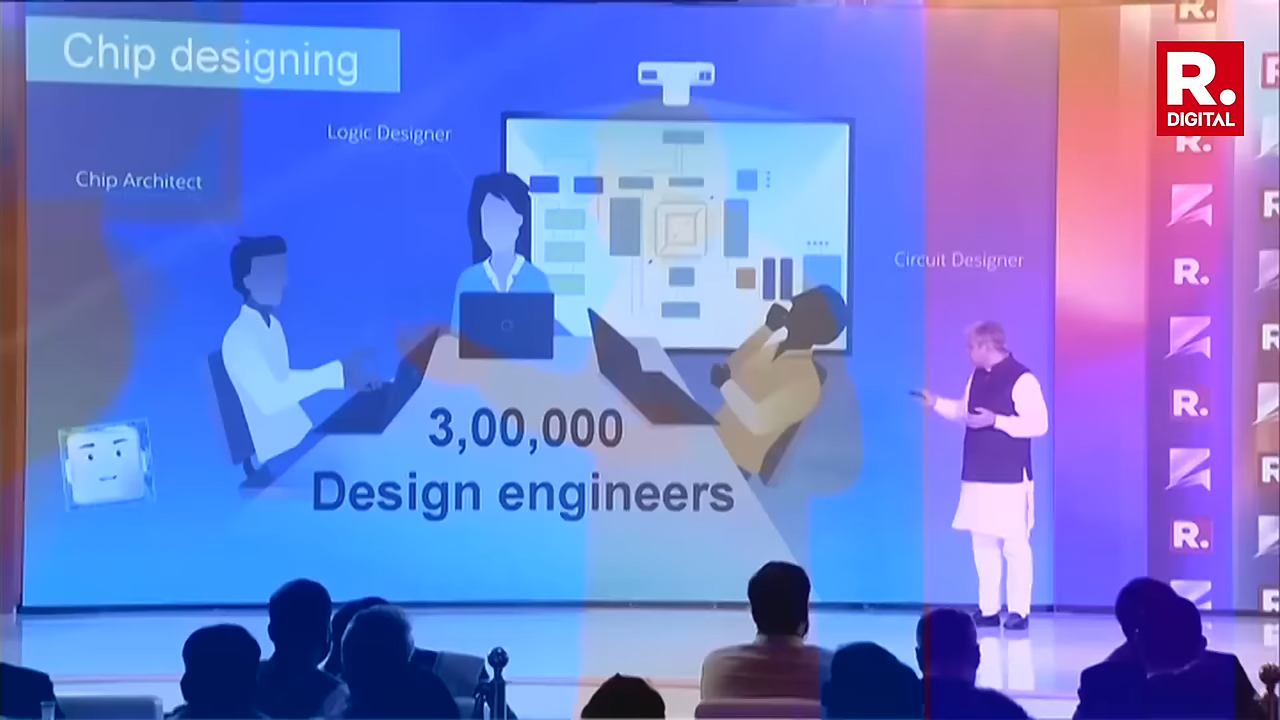 Chip designing
Logic Designer
Chip Architect
Circuit Designer
3,00,000
Design engineers
R.
DIGITAL
R.
R.
R.
R.
R.